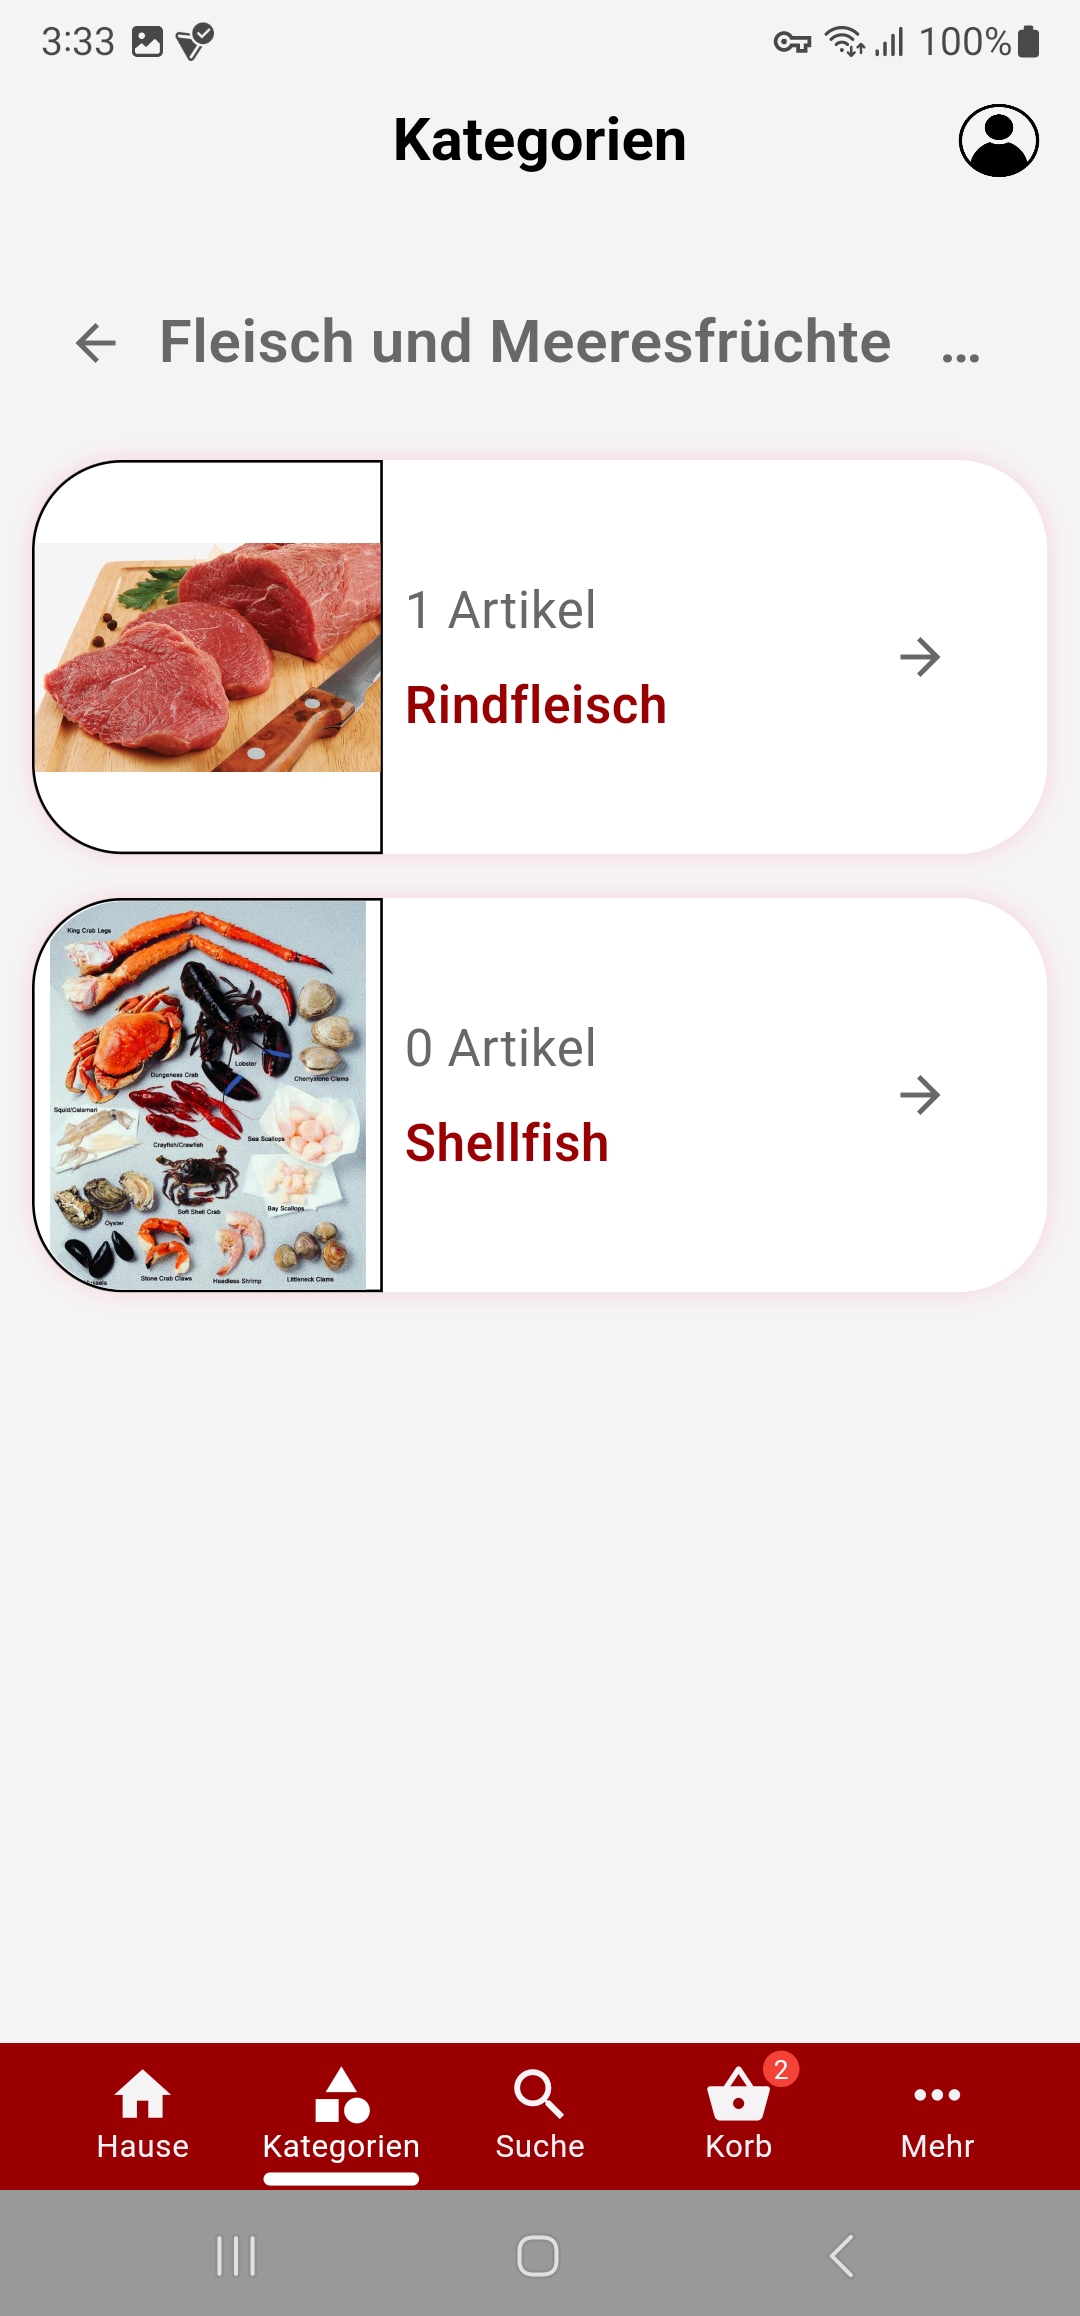 3:33
100%
Kategorien
Fleisch und Meeresfrüchte ...
1 Artikel
Rindfleisch
King Crab Legs
Lobster
Dungeness Crab
Cherrystone Clams
Squid/Calamari
Crayfish/Crawfish
Sea Scallops
Soft Shell Crab
Bay Scallops
Oyster
Stone Crab Claws
Headless Shrimp
Littleneck Clams
0 Artikel
Shellfish
2
Hause
Kategorien
Suche
Korb
Mehr